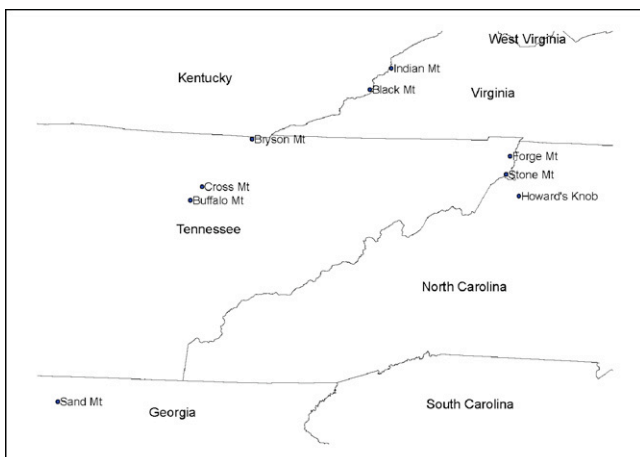 West Virginia
Indian Mt
Kentucky
Black Mt
Virginia
Bryson Mt
Forge Mt
Stone Mt
Cross Mt
Howard's Knob
Buffalo Mt
Tennessee
North Carolina
Sand Mt
Georgia
South Carolina